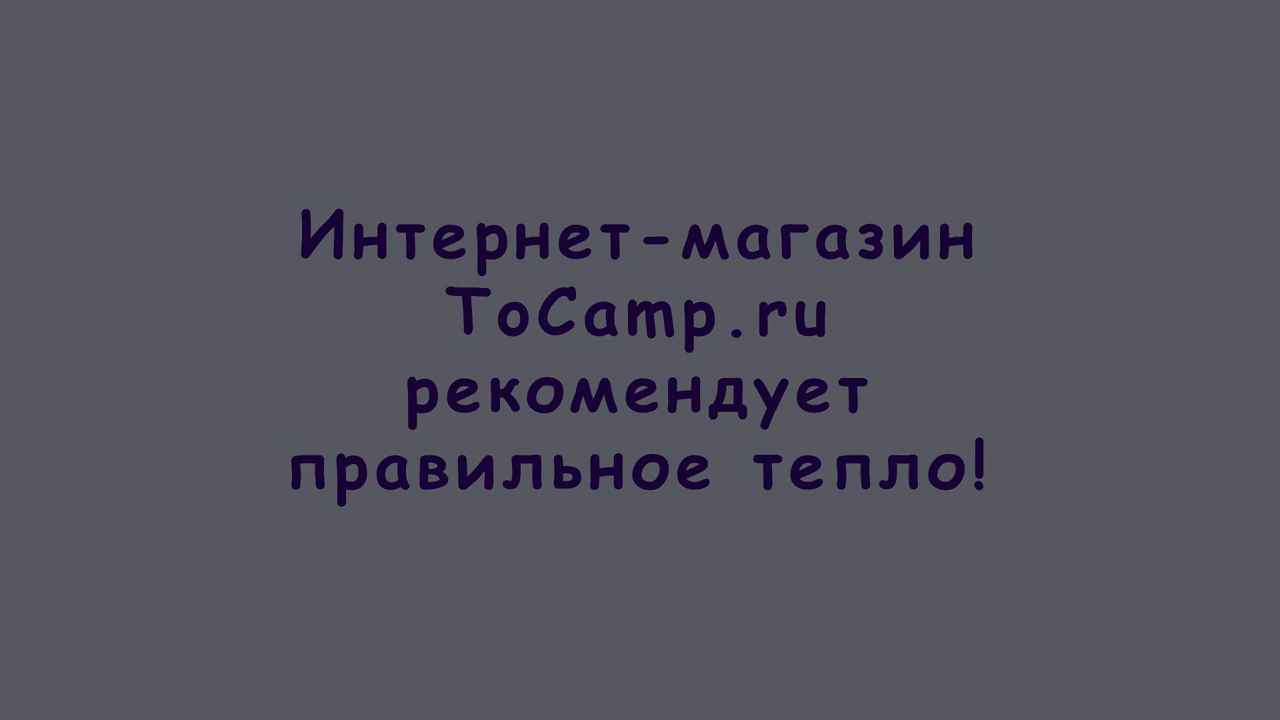 Интернет-магазин
ToCamp.ru
рекомендует
правильное тепло!